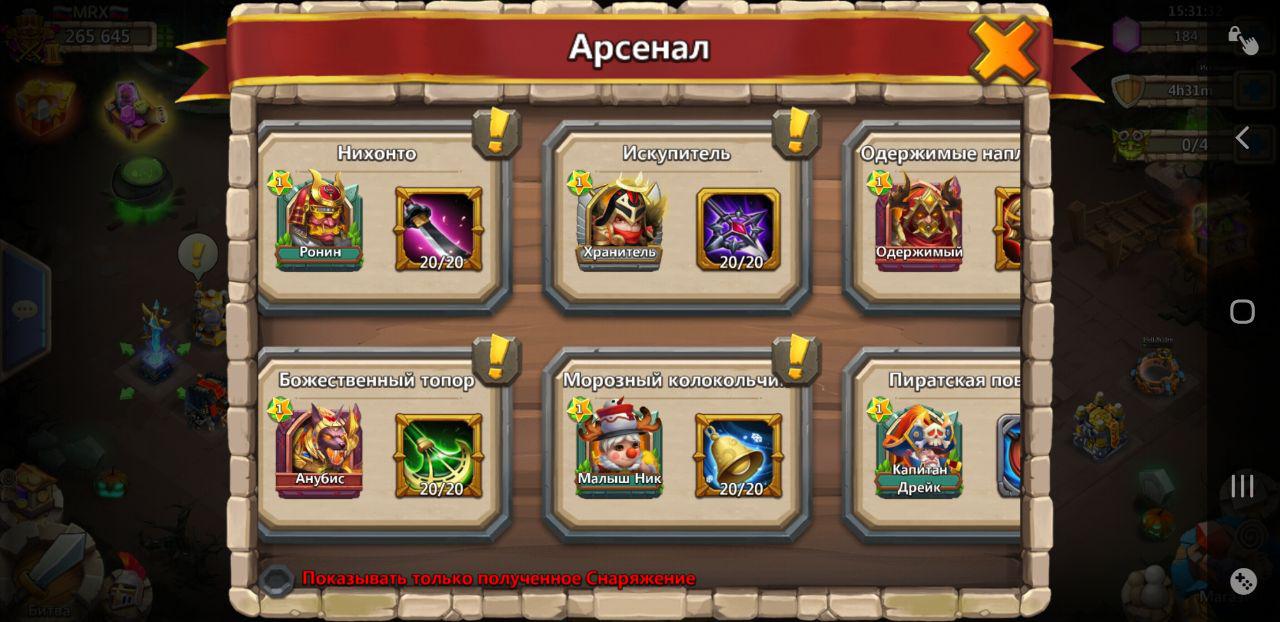 MRX
265 645
Арсенал
15:31:32
184
4h31m
0/4
Нихонто
1
Ронин
20/20
Искупитель
1
Хранитель
20/20
Одержимые напл
1
Одержимый
Божественный топор
1
Анубис
20/20
Морозный колокольчи
1
Малыш Ник
20/20
Пиратская пов
1
Капитан
Дрейк
Показывать только полученное Снаряжение
Битва